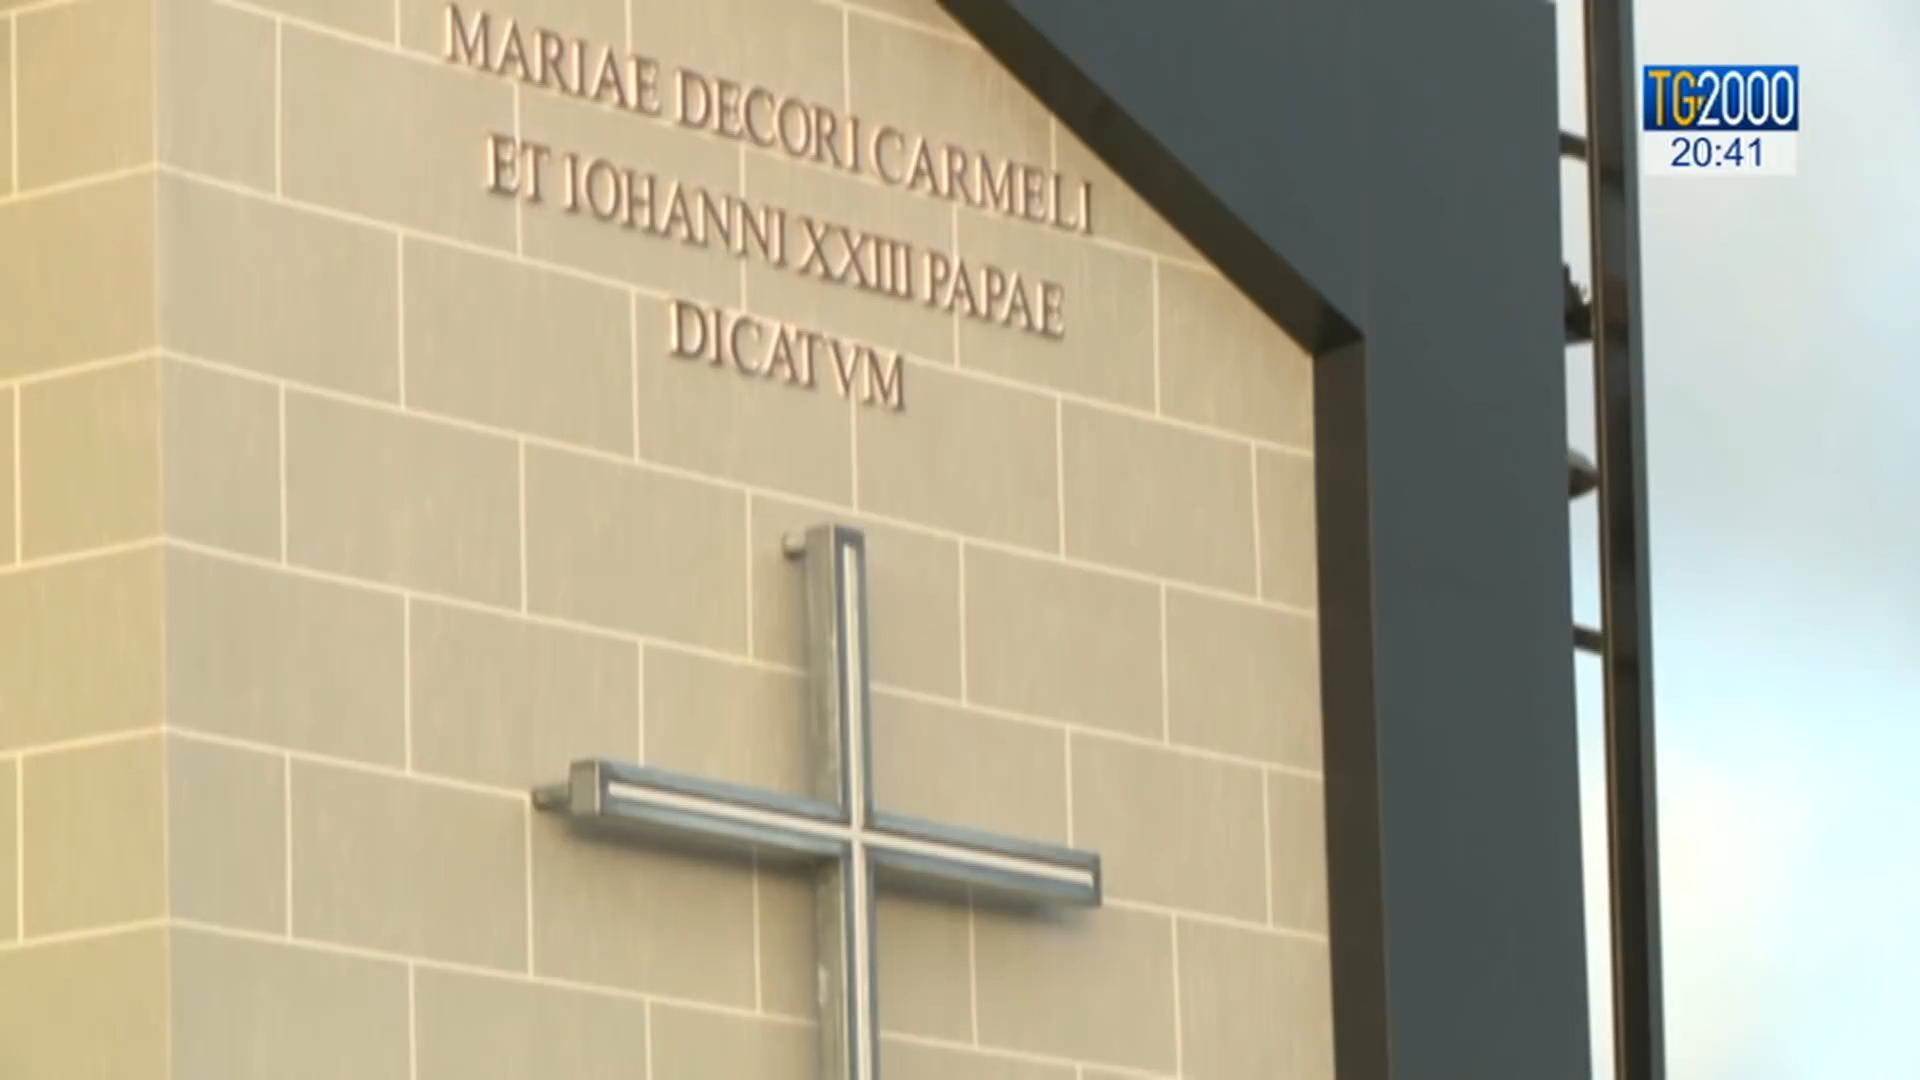 MARIAE DECORI CARMELI
ET IOHANNI XXIII PAPAE
DICATVM
TG2000
20:41